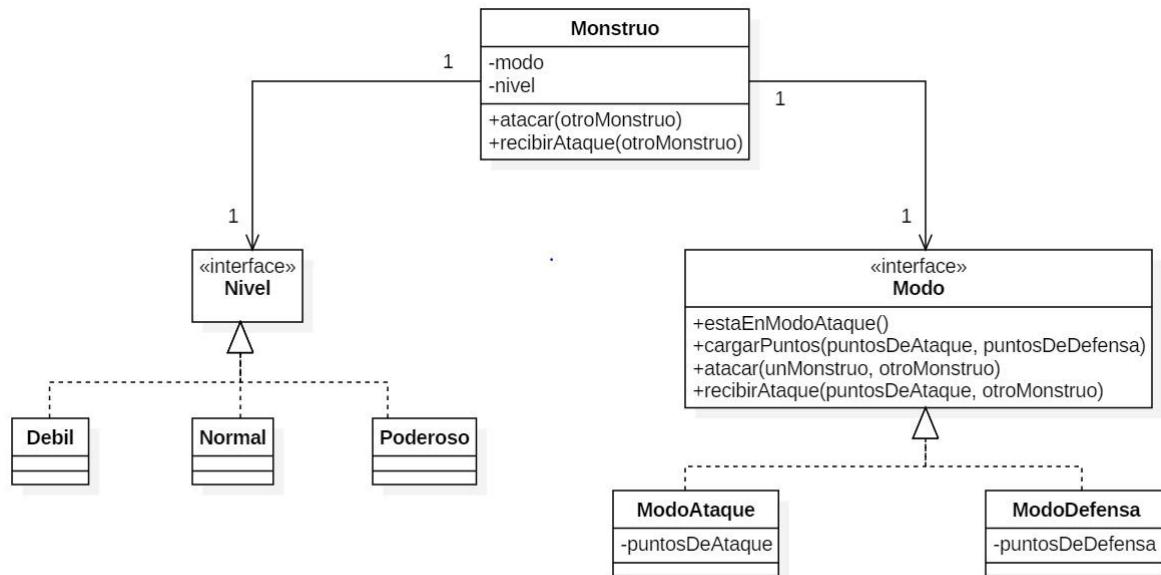 Monstruo
-modo
-nivel
+atacar(otroMonstruo)
+recibirAtaque(otroMonstruo)
1
1
1
1
«interface»
Nivel
«interface»
Modo
+estaEnModoAtaque()
+cargarPuntos(puntosDeAtaque, puntosDeDefensa)
+atacar(unMonstruo, otroMonstruo)
+recibirAtaque(puntosDeAtaque, otroMonstruo)
Debil
Normal
Poderoso
ModoAtaque
-puntosDeAtaque
ModoDefensa
-puntosDeDefensa